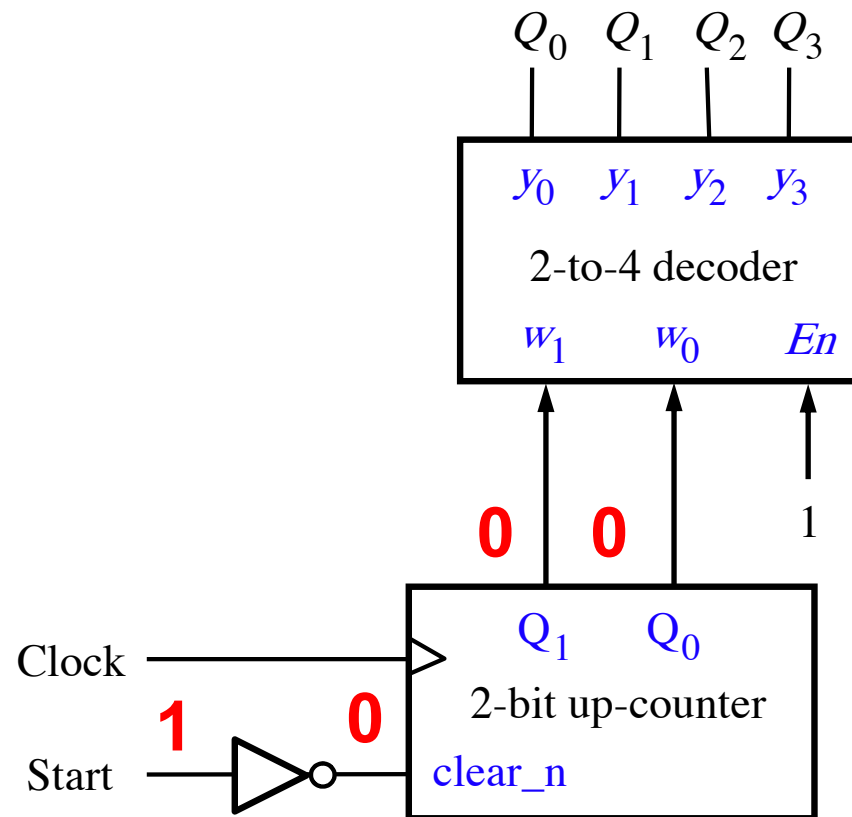 Q0 Q1 Q2 Q3
y0 y1 y2 y3
2-to-4 decoder
w1 w0 En
0 0 1
Q1 Q0
Clock
2-bit up-counter
1 0
Start clear_n